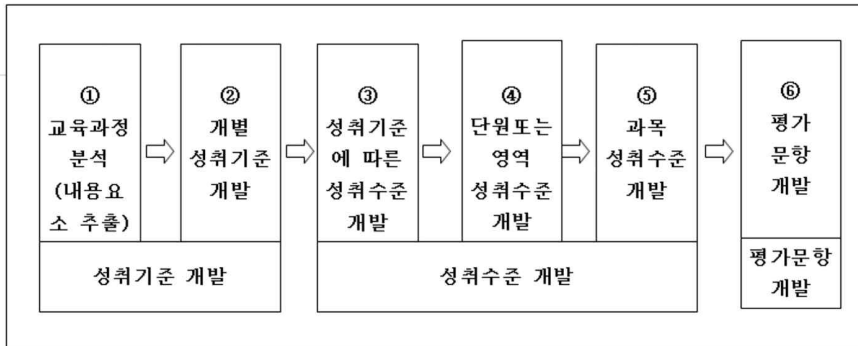 ①
교육과정
분석
(내용요
소 추출)
②
개별
성취기준
개발
③
성취기준
에 따른
성취수준
개발
④
단원또는
영역
성취수준
개발
⑤
과목
성취수준
개발
⑥
평가
문항
개발
성취기준 개발
성취수준 개발
평가문항
개발